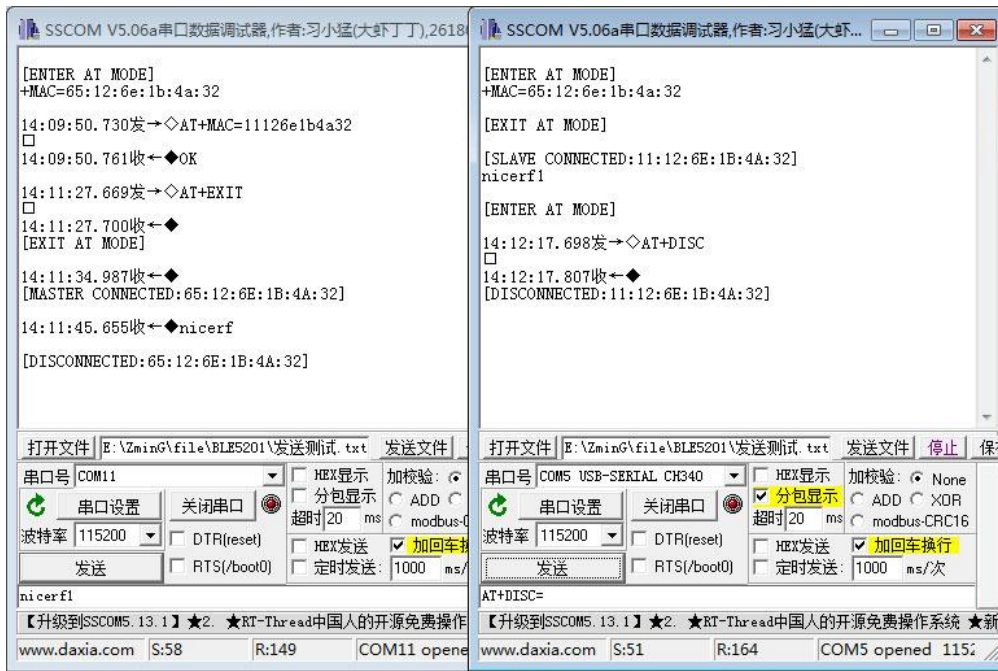 SSCOM V5.06a串口数据调试器,作者:习小猛(大虾丁丁),2618
[ENTER AT MODE]
+MAC=65:12:6e:1b:4a:32
14:09:50.730发→◇AT+MAC=11126e1b4a32
□
14:09:50.761收←◆OK
14:11:27.669发→◇AT+EXIT
□
14:11:27.700收←◆
[EXIT AT MODE]
14:11:34.987收←◆
[MASTER CONNECTED:65:12:6E:1B:4A:32]
14:11:45.655收←◆nicerf
[DISCONNECTED:65:12:6E:1B:4A:32]
打开文件 E:\ZminG\file\BLE5201\发送测试.txt 发送文件
串口号 COM11 HEX显示 加校验:
串口设置 关闭串口 分包显示 ADD
超时 20 ms modbus-C
波特率 115200 DTR(reset) HEX发送 加回车换
发送 RTS(/boot0) 定时发送: 1000 ms/
nicerf1
【升级到SSCOM5.13.1】★2. ★RT-Thread中国人的开源免费操作
www.daxia.com S:58 R:149 COM11 opene
SSCOM V5.06a串口数据调试器,作者:习小猛(大虾...
[ENTER AT MODE]
+MAC=65:12:6e:1b:4a:32
[EXIT AT MODE]
[SLAVE CONNECTED:11:12:6E:1B:4A:32]
nicerf1
[ENTER AT MODE]
14:12:17.698发→◇AT+DISC
□
14:12:17.807收←◆
[DISCONNECTED:11:12:6E:1B:4A:32]
打开文件 E:\ZminG\file\BLE5201\发送测试.txt 发送文件 停止 保
串口号 COM5 USB-SERIAL CH340 HEX显示 加校验: None
串口设置 关闭串口 分包显示 ADD XOR
超时 20 ms modbus-CRC16
波特率 115200 DTR(reset) HEX发送 加回车换行
发送 RTS(/boot0) 定时发送: 1000 ms/次
AT+DISC=
【升级到SSCOM5.13.1】★2. ★RT-Thread中国人的开源免费操作系统 ★新
www.daxia.com S:51 R:164 COM5 opened 1152